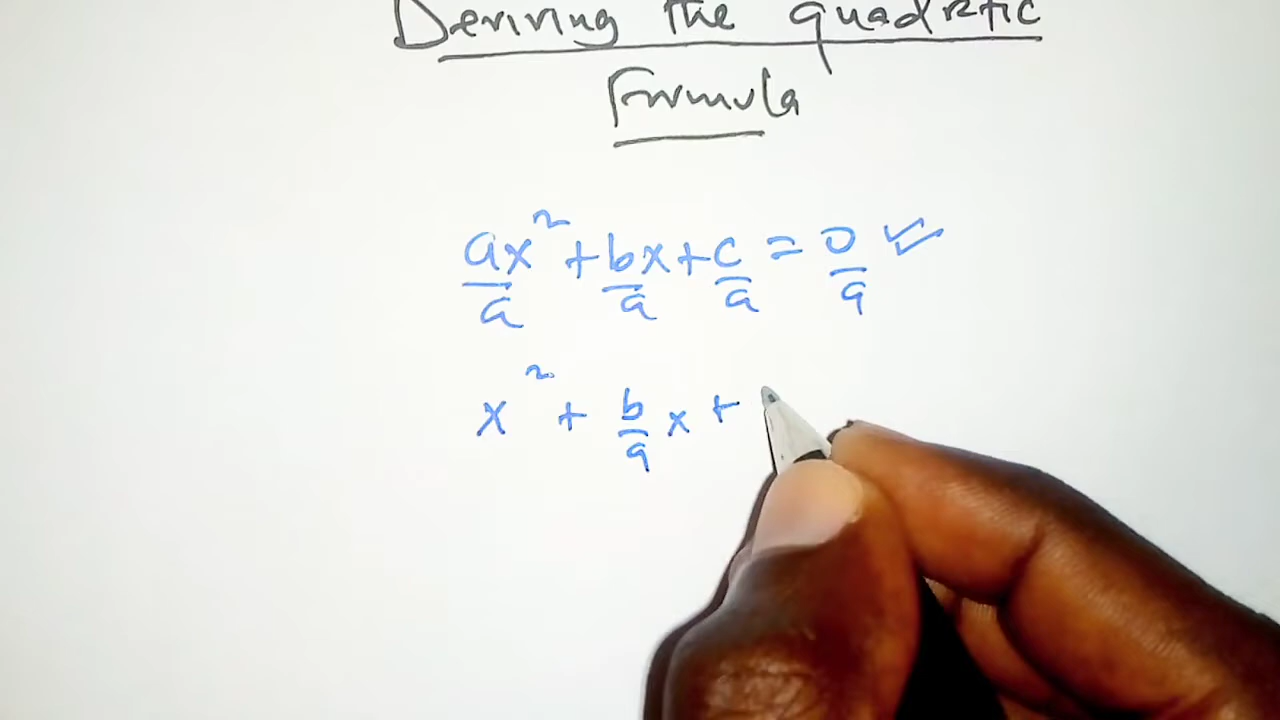 Deriving the quadratic
Formula
ax²/a + bx/a + c/a = 0/a ✓
x² + b/a x +